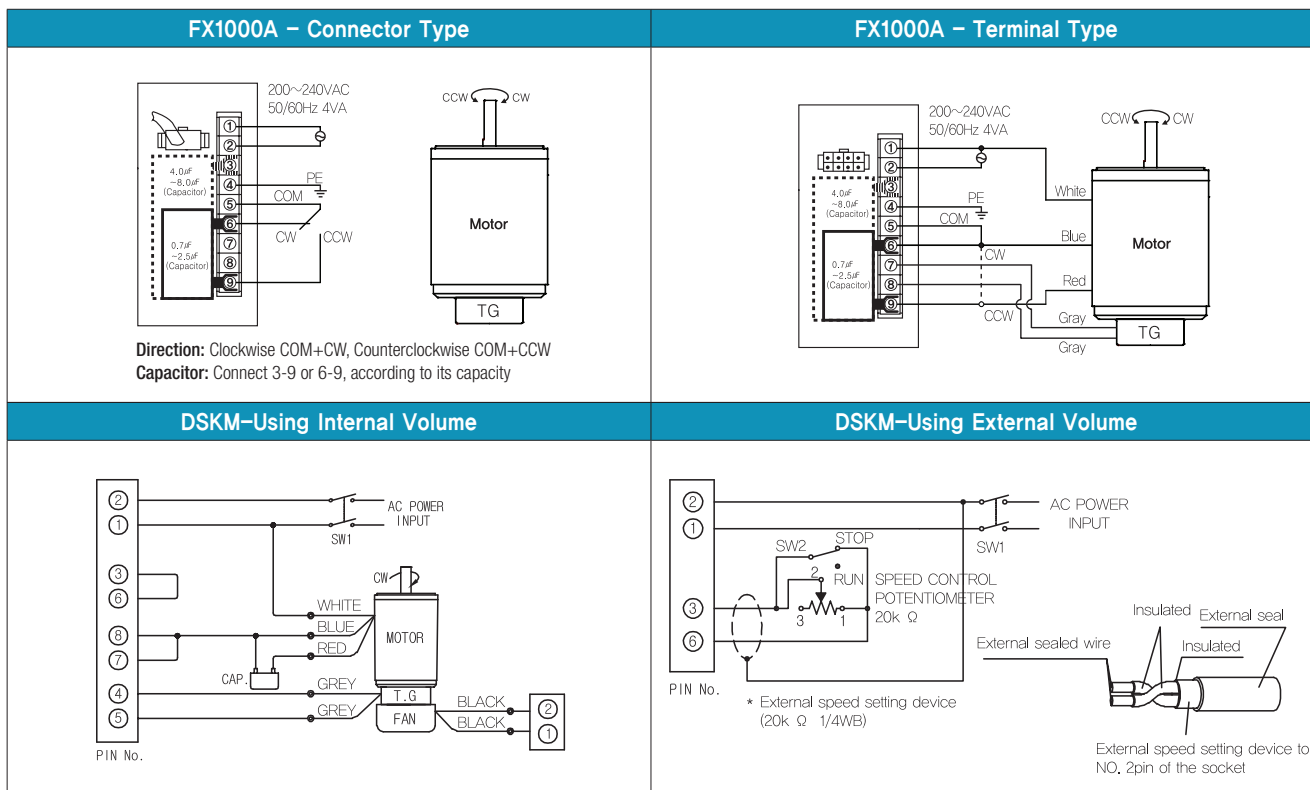 FX1000A - Connector Type
200~240VAC
50/60Hz 4VA
CCW
CW
①
②
③
④
⑤
⑥
⑦
⑧
⑨
4.0㎌
~8.0㎌
(Capacitor)
0.7㎌
~2.5㎌
(Capacitor)
PE
COM
CW
CCW
Motor
TG
Direction: Clockwise COM+CW, Counterclockwise COM+CCW
Capacitor: Connect 3-9 or 6-9, according to its capacity
FX1000A - Terminal Type
200~240VAC
50/60Hz 4VA
CCW
CW
①
②
③
④
⑤
⑥
⑦
⑧
⑨
4.0㎌
~8.0㎌
(Capacitor)
0.7㎌
~2.5㎌
(Capacitor)
White
PE
COM
Blue
CW
Red
CCW
Gray
Gray
Motor
TG
DSKM-Using Internal Volume
②
①
③
⑥
⑧
⑦
④
⑤
PIN No.
AC POWER
INPUT
SW1
CW
WHITE
BLUE
RED
MOTOR
CAP.
GREY
T.G
GREY
FAN
BLACK
BLACK
②
①
DSKM-Using External Volume
②
①
③
⑥
PIN No.
AC POWER
INPUT
SW1
SW2
STOP
RUN
2
3
1
SPEED CONTROL
POTENTIOMETER
20k Ω
* External speed setting device
(20k Ω 1/4WB)
Insulated
External seal
External sealed wire
Insulated
External speed setting device to
NO. 2pin of the socket